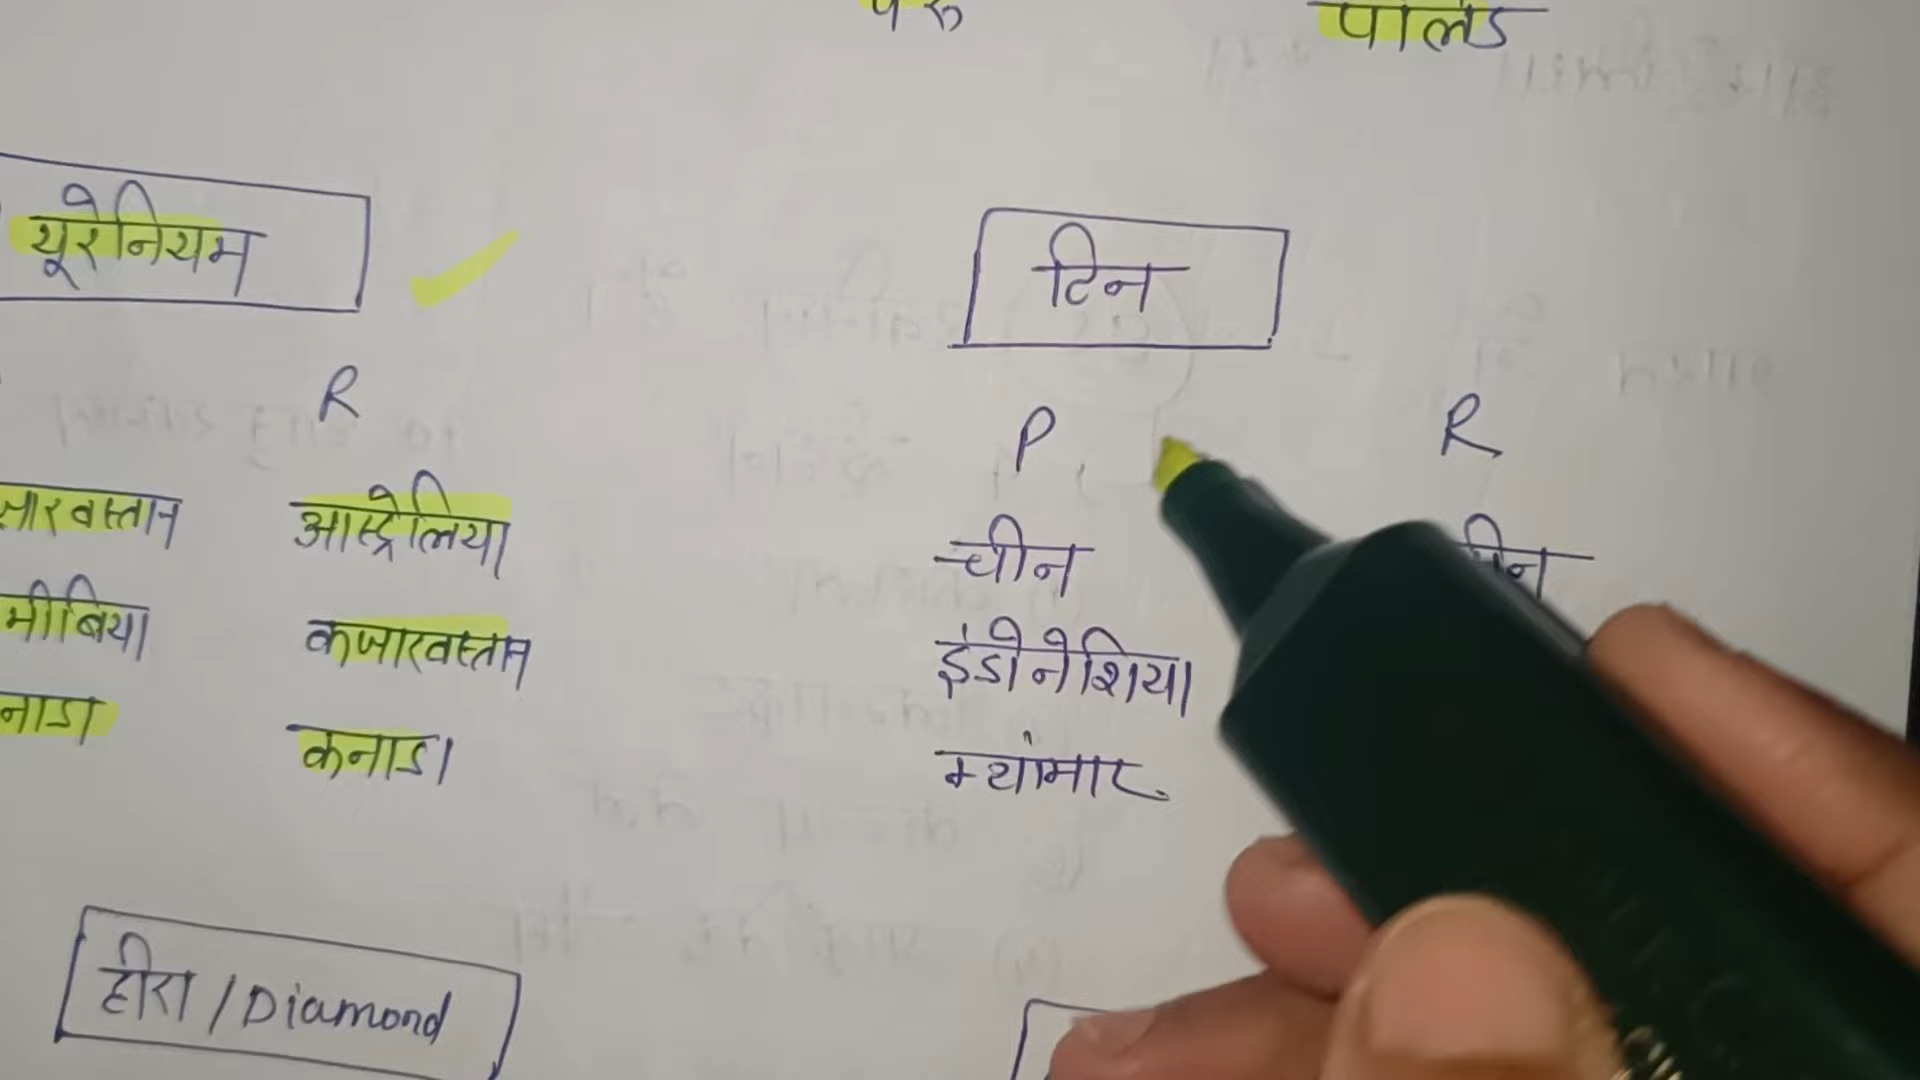 पोलैंड
यूरेनियम
R
आस्ट्रेलिया
कजाखस्तान
कनाडा
टिन
P R
चीन
इंडोनेशिया
म्यांमार
हीरा / Diamond